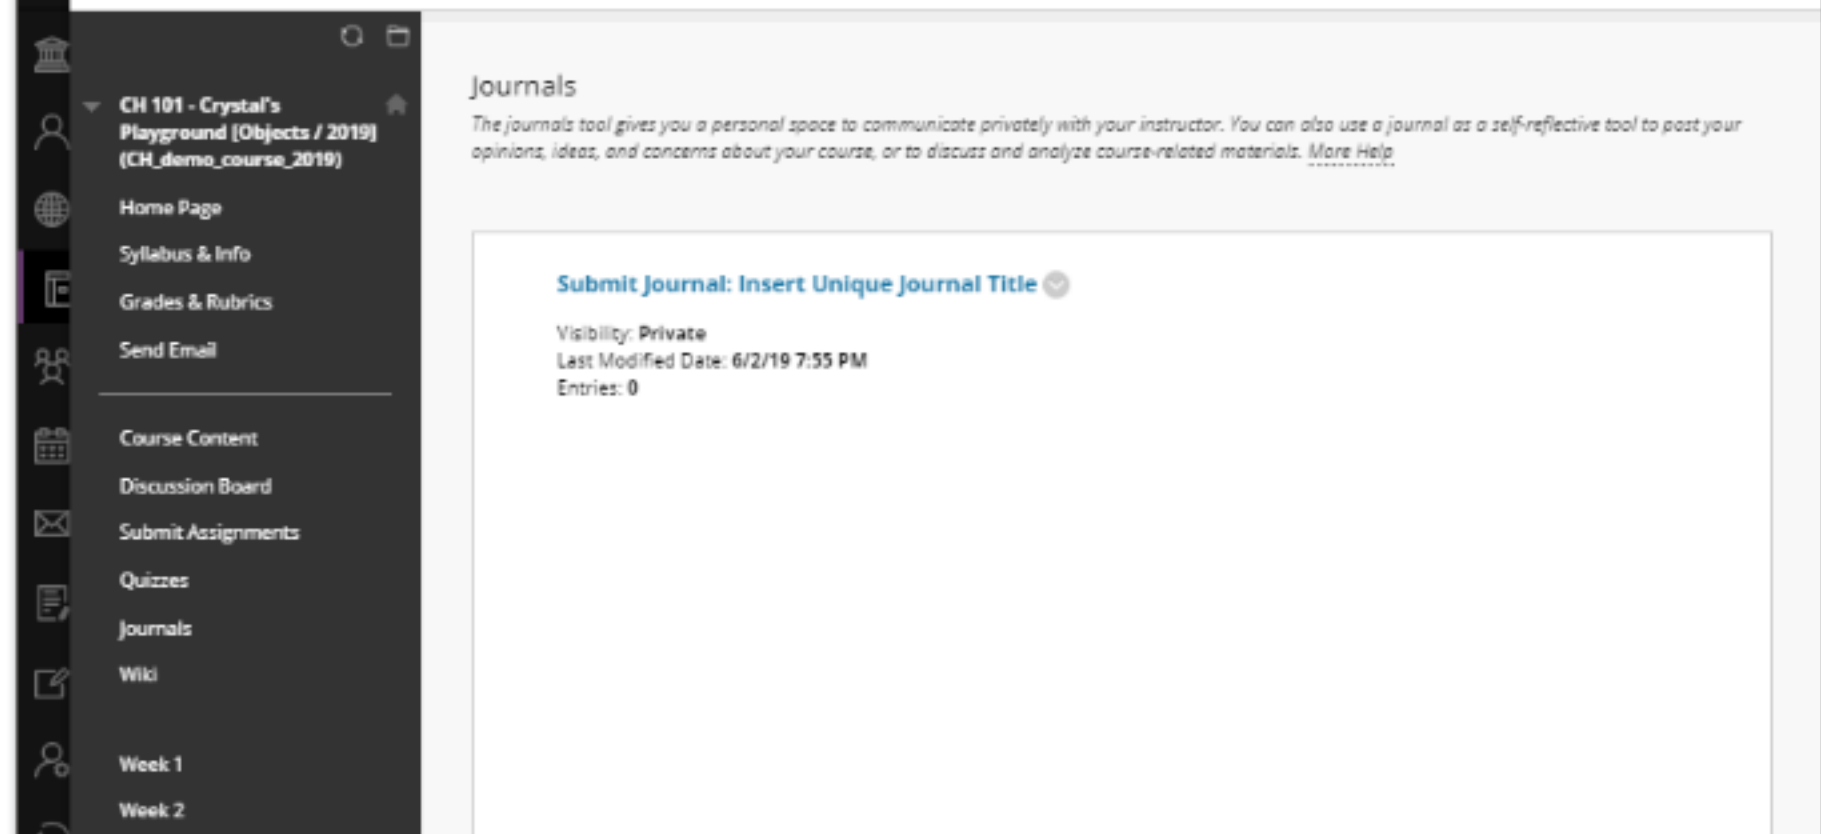 CH 101 - Crystal's
Playground [Objects / 2019]
(CH_demo_course_2019)
Home Page
Syllabus & Info
Grades & Rubrics
Send Email
Course Content
Discussion Board
Submit Assignments
Quizzes
Journals
Wiki
Week 1
Week 2
Journals
The journals tool gives you a personal space to communicate privately with your instructor. You can also use a journal as a self-reflective tool to post your
opinions, ideas, and concerns about your course, or to discuss and analyze course-related materials. More Help
Submit Journal: Insert Unique Journal Title
Visibility: Private
Last Modified Date: 6/2/19 7:55 PM
Entries: 0